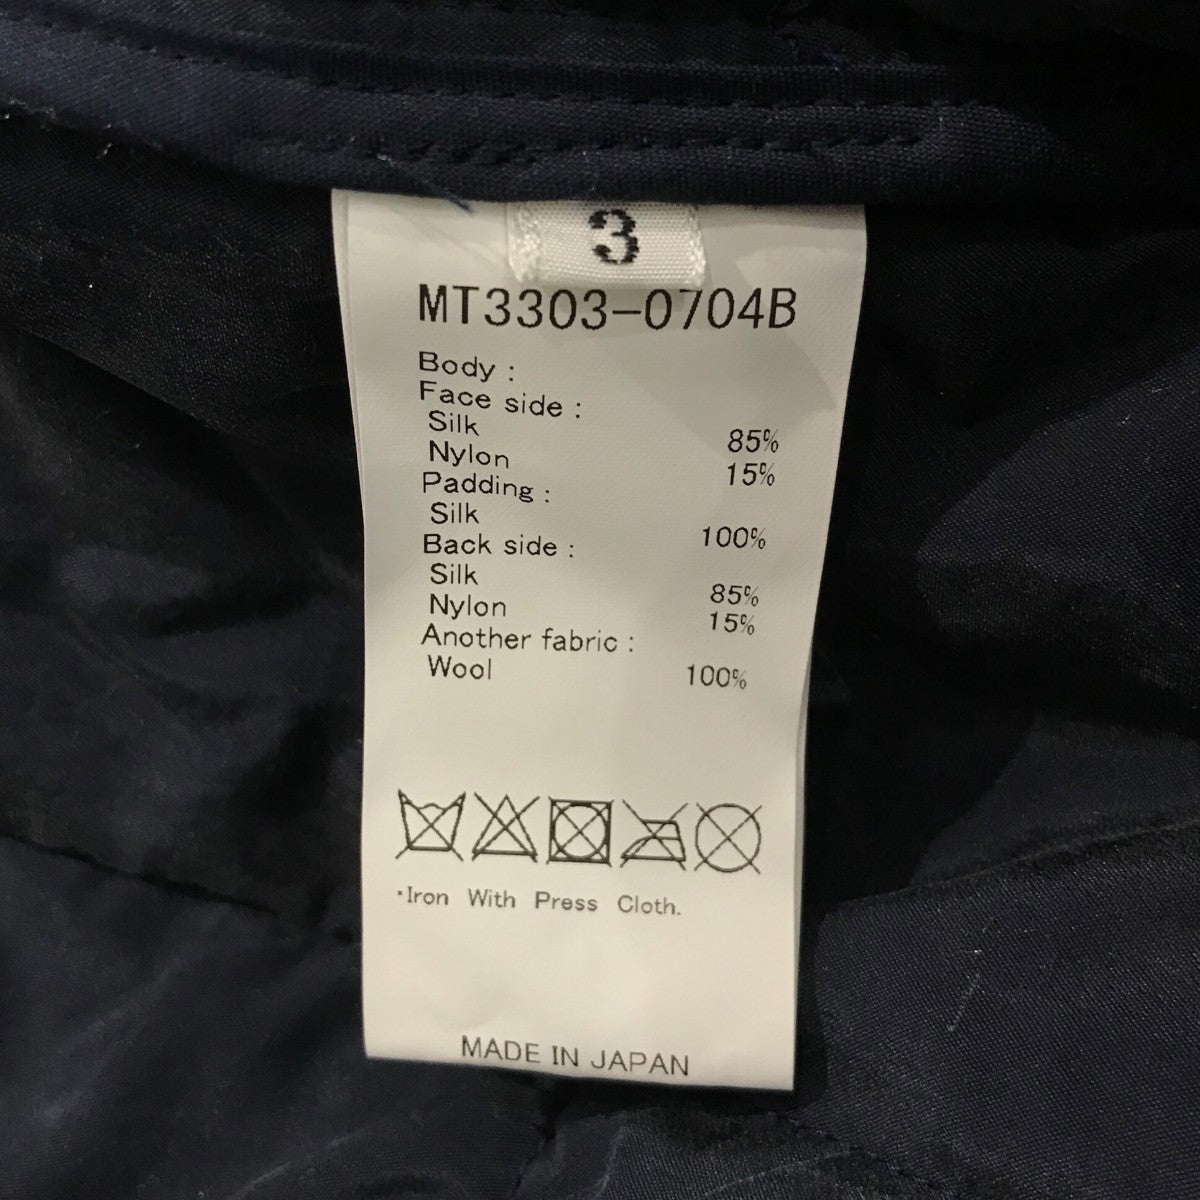 3
MT3303-0704B
Body :
Face side :
Silk 85%
Nylon 15%
Padding :
Silk 100%
Back side :
Silk 85%
Nylon 15%
Another fabric :
Wool 100%
・Iron With Press Cloth.
MADE IN JAPAN